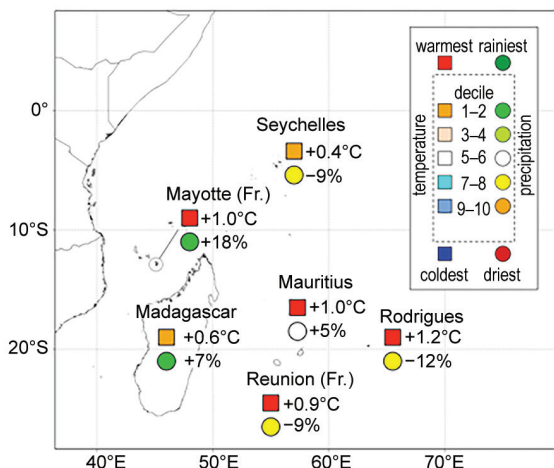 warmest rainiest
decile
1–2
3–4
5–6
7–8
9–10
temperature
precipitation
coldest driest
0°
10°S
20°S
40°E
50°E
60°E
70°E
Seychelles
+0.4°C
−9%
Mayotte (Fr.)
+1.0°C
+18%
Mauritius
+1.0°C
+5%
Madagascar
+0.6°C
+7%
Rodrigues
+1.2°C
−12%
Reunion (Fr.)
+0.9°C
−9%